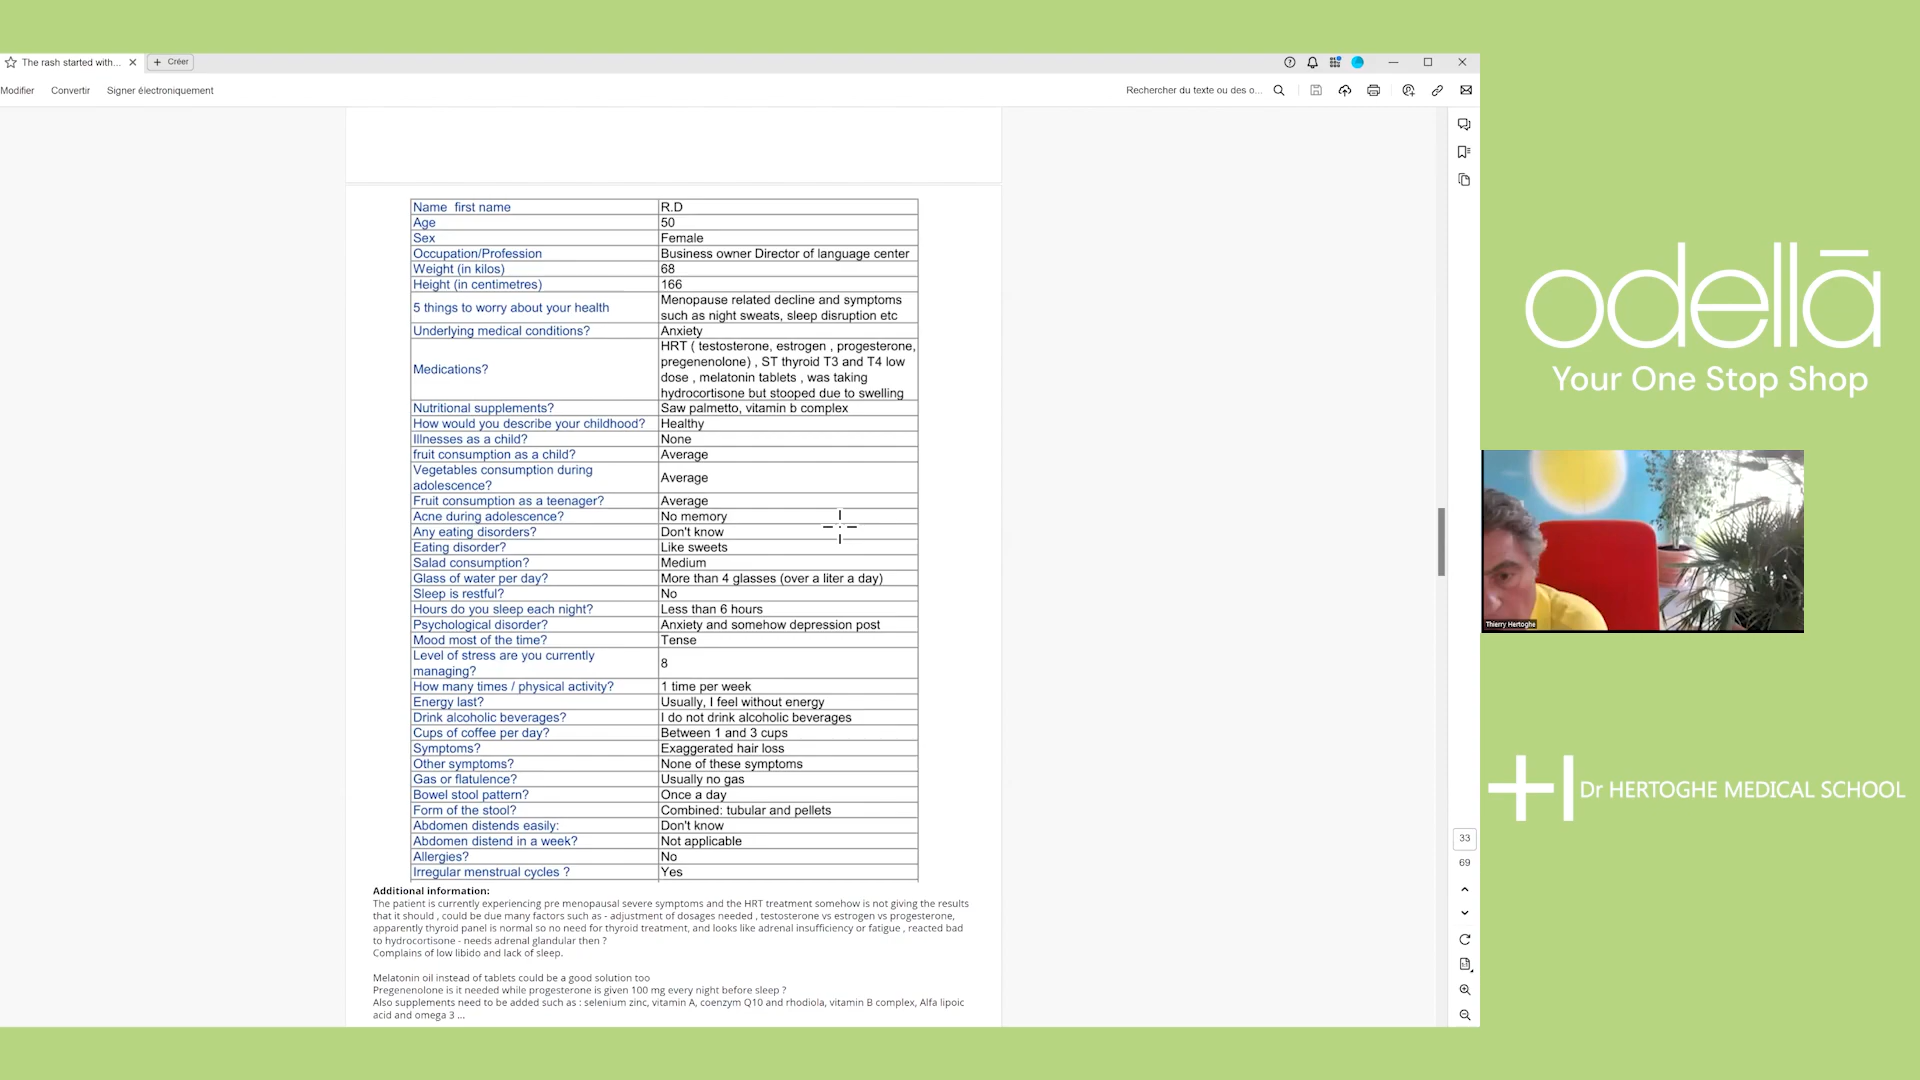 The rash started with...
Créer
Modifier
Convertir
Signer électroniquement
Rechercher du texte ou des o...
Name first name R.D
Age 50
Sex Female
Occupation/Profession Business owner Director of language center
Weight (in kilos) 68
Height (in centimetres) 166
5 things to worry about your health Menopause related decline and symptoms
such as night sweats, sleep disruption etc
Underlying medical conditions? Anxiety
Medications? HRT ( testosterone, estrogen , progesterone,
pregenenolone) , ST thyroid T3 and T4 low
dose , melatonin tablets , was taking
hydrocortisone but stooped due to swelling
Nutritional supplements? Saw palmetto, vitamin b complex
How would you describe your childhood? Healthy
Illnesses as a child? None
fruit consumption as a child? Average
Vegetables consumption during
adolescence? Average
Fruit consumption as a teenager? Average
Acne during adolescence? No memory
Any eating disorders? Don't know
Eating disorder? Like sweets
Salad consumption? Medium
Glass of water per day? More than 4 glasses (over a liter a day)
Sleep is restful? No
Hours do you sleep each night? Less than 6 hours
Psychological disorder? Anxiety and somehow depression post
Mood most of the time? Tense
Level of stress are you currently
managing? 8
How many times / physical activity? 1 time per week
Energy last? Usually, I feel without energy
Drink alcoholic beverages? I do not drink alcoholic beverages
Cups of coffee per day? Between 1 and 3 cups
Symptoms? Exaggerated hair loss
Other symptoms? None of these symptoms
Gas or flatulence? Usually no gas
Bowel stool pattern? Once a day
Form of the stool? Combined: tubular and pellets
Abdomen distends easily: Don't know
Abdomen distend in a week? Not applicable
Allergies? No
Irregular menstrual cycles ? Yes
Additional information:
The patient is currently experiencing pre menopausal severe symptoms and the HRT treatment somehow is not giving the results
that it should , could be due many factors such as - adjustment of dosages needed , testosterone vs estrogen vs progesterone,
apparently thyroid panel is normal so no need for thyroid treatment, and looks like adrenal insufficiency or fatigue , reacted bad
to hydrocortisone - needs adrenal glandular then ?
Complains of low libido and lack of sleep.
Melatonin oil instead of tablets could be a good solution too
Pregenenolone is it needed while progesterone is given 100 mg every night before sleep ?
Also supplements need to be added such as : selenium zinc, vitamin A, coenzym Q10 and rhodiola, vitamin B complex, Alfa lipoic
acid and omega 3 ...
33
69
odellā
Your One Stop Shop
Thierry Hertoghe
Dr HERTOGHE MEDICAL SCHOOL